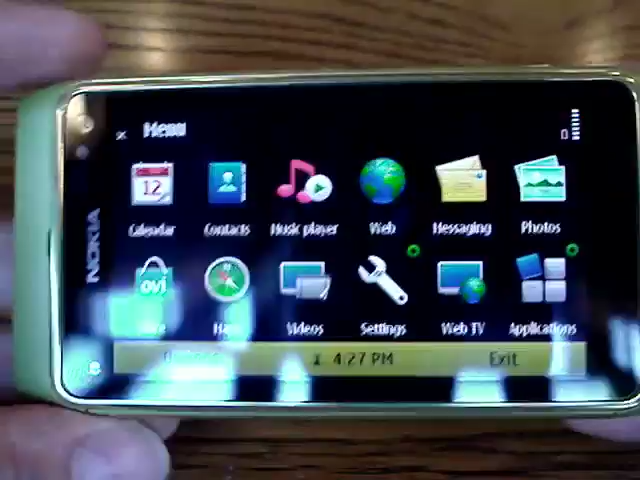 Menu
12
Calendar Contacts Music player Web Messaging Photos
NOKIA
ovi
Videos Settings Web TV Applications
4:27 PM Exit